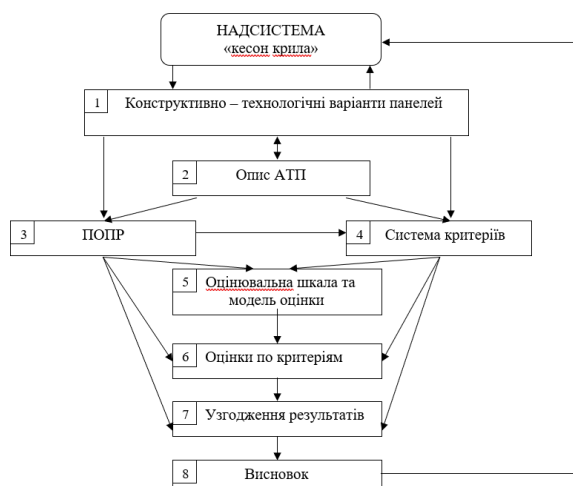 НАДСИСТЕМА
«кесон крила»
1 Конструктивно – технологічні варіанти панелей
2 Опис АТП
3 ПОПР
4 Система критеріїв
5 Оцінювальна шкала та
модель оцінки
6 Оцінки по критеріям
7 Узгодження результатів
8 Висновок